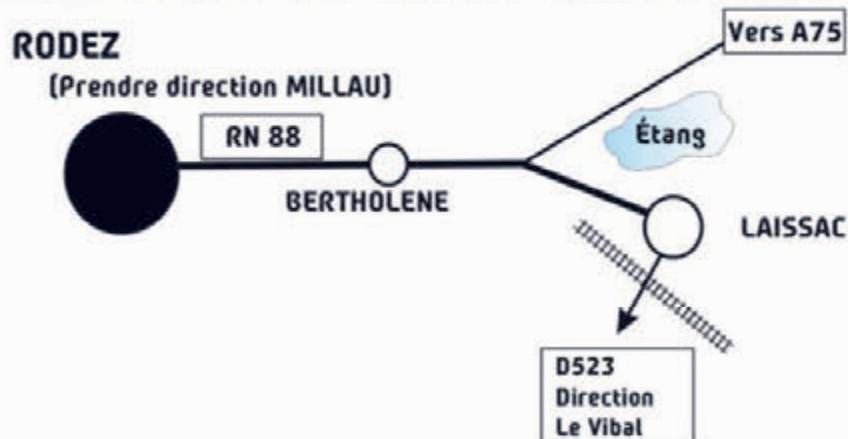 Vers A75
RODEZ
(Prendre direction MILLAU)
RN 88
Étang
BERTHOLENE
LAISSAC
D523
Direction
Le Vibal